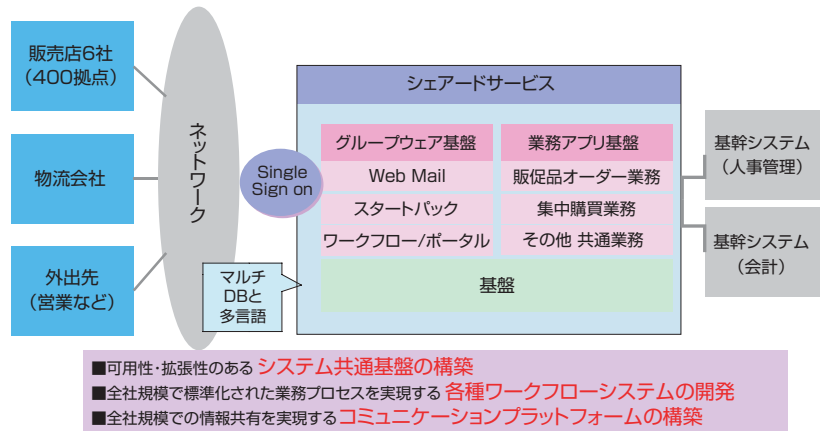 販売店6社
（400拠点）
物流会社
外出先
（営業など）
ネットワーク
Single
Sign on
マルチ
DBと
多言語
シェアードサービス
グループウェア基盤
Web Mail
スタートパック
ワークフロー/ポータル
業務アプリ基盤
販促品オーダー業務
集中購買業務
その他 共通業務
基盤
基幹システム
（人事管理）
基幹システム
（会計）
■可用性・拡張性のある システム共通基盤の構築
■全社規模で標準化された業務プロセスを実現する 各種ワークフローシステムの開発
■全社規模での情報共有を実現するコミュニケーションプラットフォームの構築